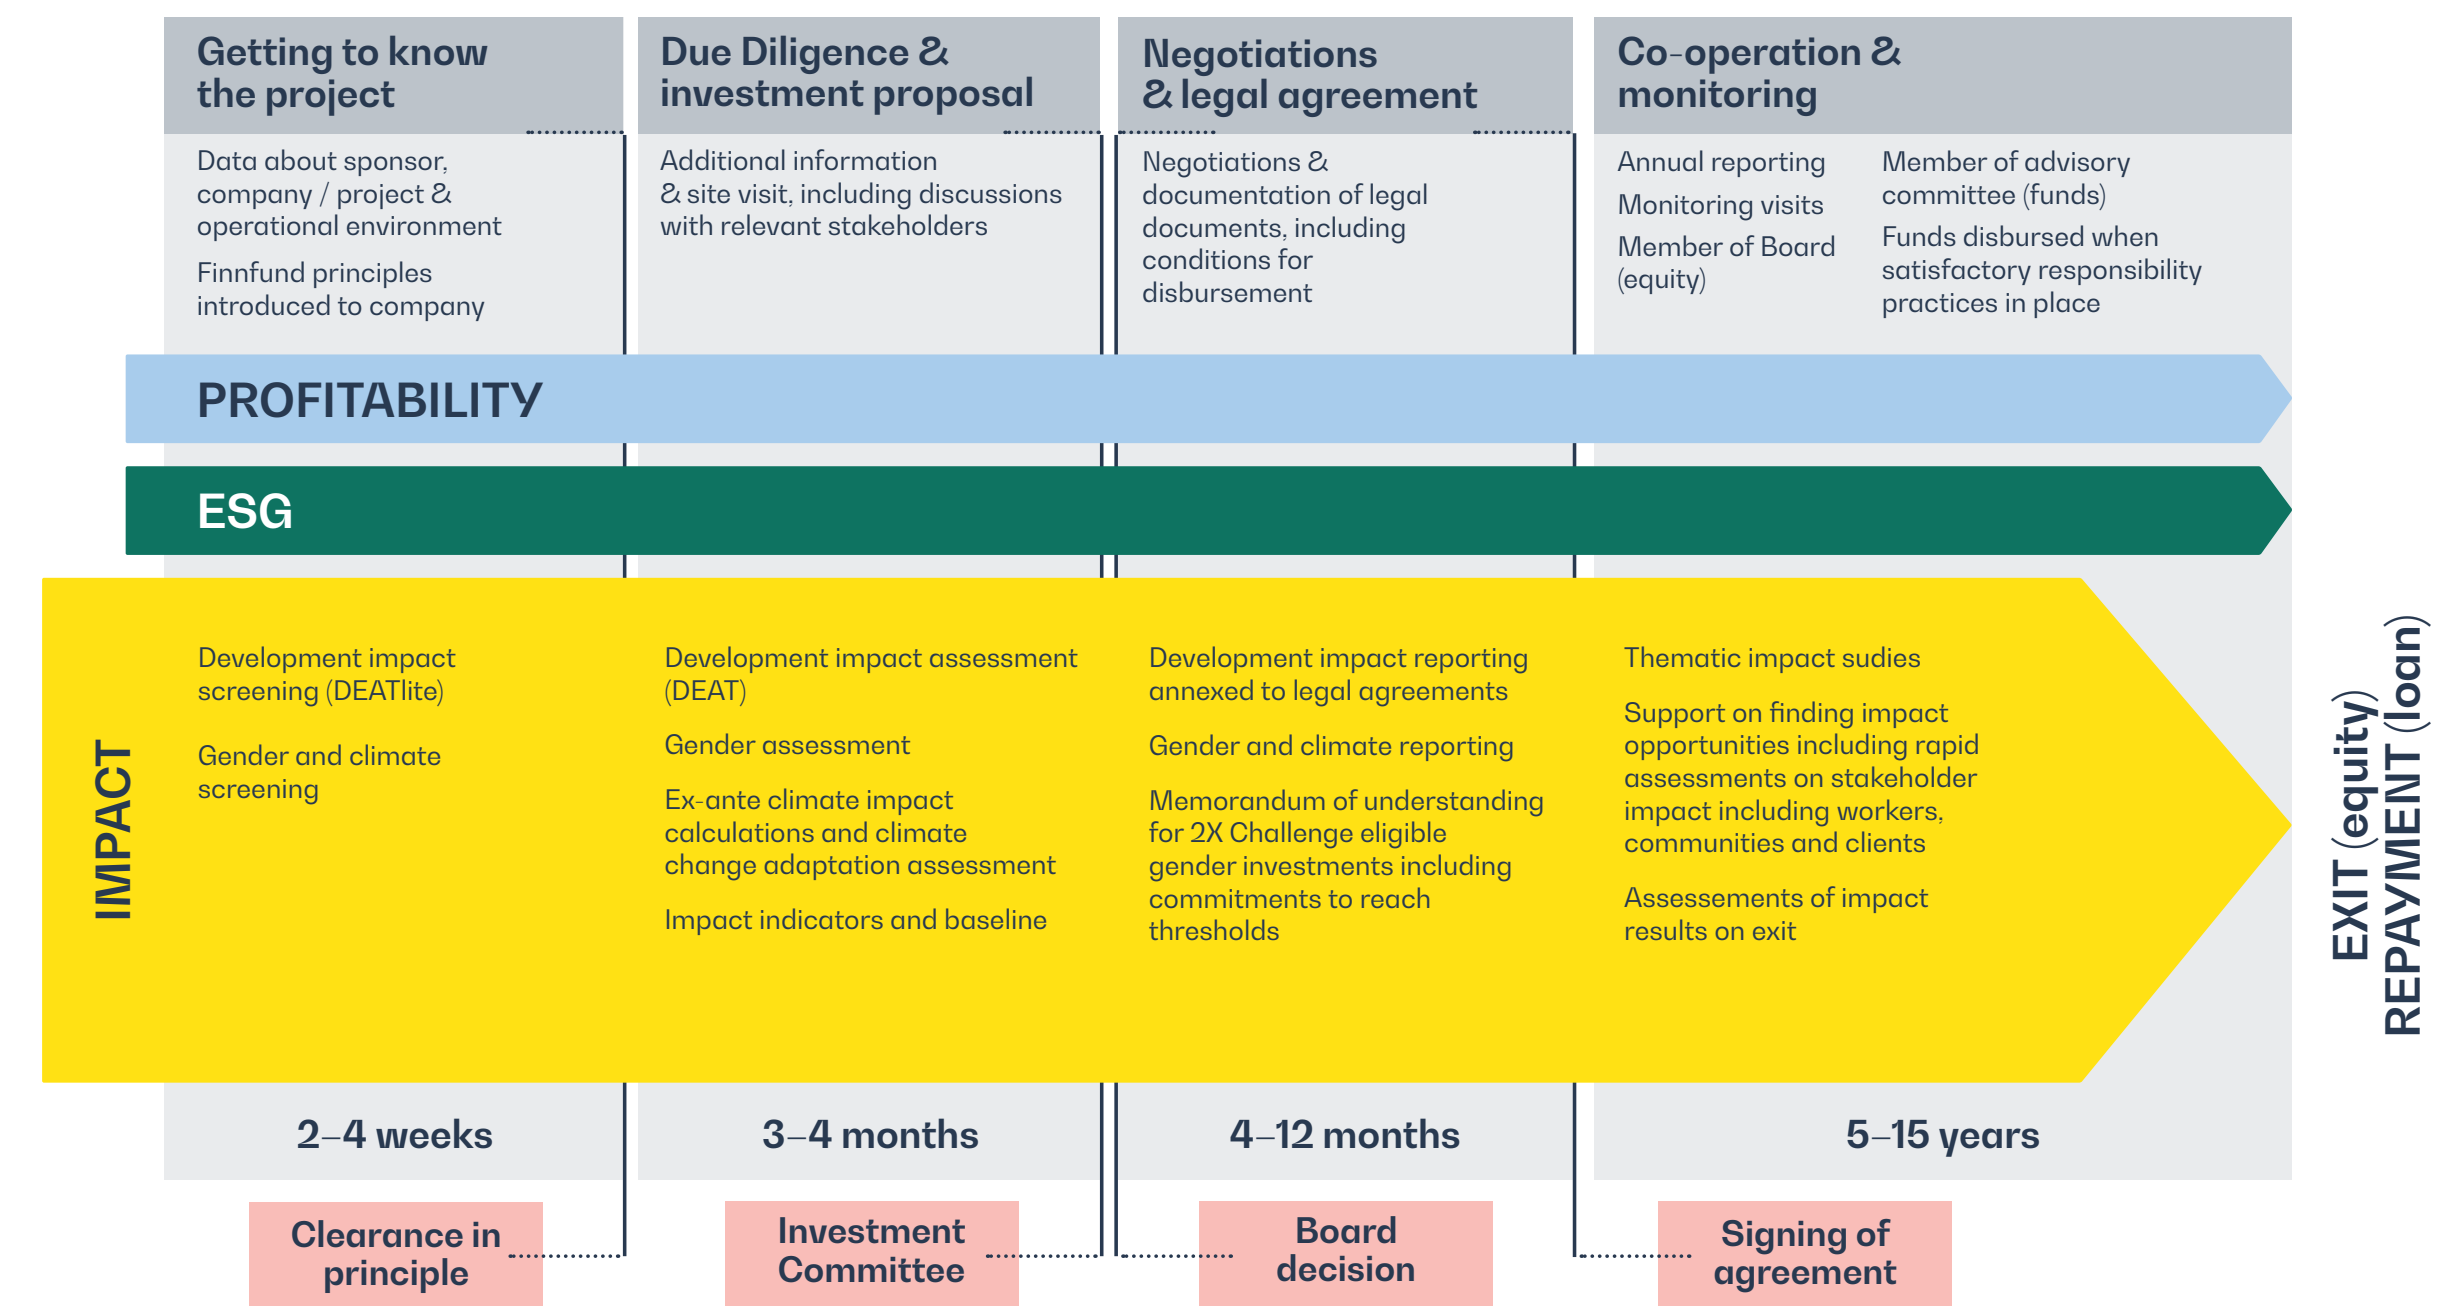 Getting to know
the project
Data about sponsor,
company / project &
operational environment
Finnfund principles
introduced to company
Due Diligence &
investment proposal
Additional information
& site visit, including discussions
with relevant stakeholders
Negotiations
& legal agreement
Negotiations &
documentation of legal
documents, including
conditions for
disbursement
Co-operation &
monitoring
Annual reporting
Monitoring visits
Member of Board
(equity)
Member of advisory
committee (funds)
Funds disbursed when
satisfactory responsibility
practices in place
PROFITABILITY
ESG
IMPACT
Development impact
screening (DEATlite)
Gender and climate
screening
Development impact assessment
(DEAT)
Gender assessment
Ex-ante climate impact
calculations and climate
change adaptation assessment
Impact indicators and baseline
Development impact reporting
annexed to legal agreements
Gender and climate reporting
Memorandum of understanding
for 2X Challenge eligible
gender investments including
commitments to reach
thresholds
Thematic impact sudies
Support on finding impact
opportunities including rapid
assessments on stakeholder
impact including workers,
communities and clients
Assessements of impact
results on exit
EXIT (equity)
REPAYMENT (loan)
2–4 weeks
3–4 months
4–12 months
5–15 years
Clearance in
principle
Investment
Committee
Board
decision
Signing of
agreement